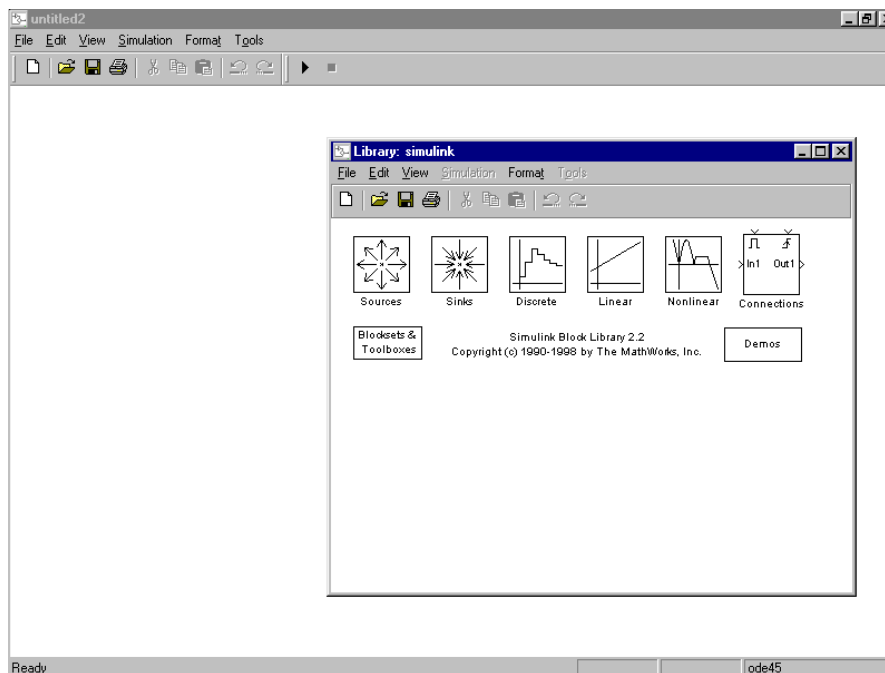 untitled2
File Edit View Simulation Format Tools
Library: simulink
File Edit View Simulation Format Tools
In1 Out1
Sources Sinks Discrete Linear Nonlinear Connections
Blocksets &
Toolboxes
Simulink Block Library 2.2
Copyright (c) 1990-1998 by The MathWorks, Inc.
Demos
Ready ode45